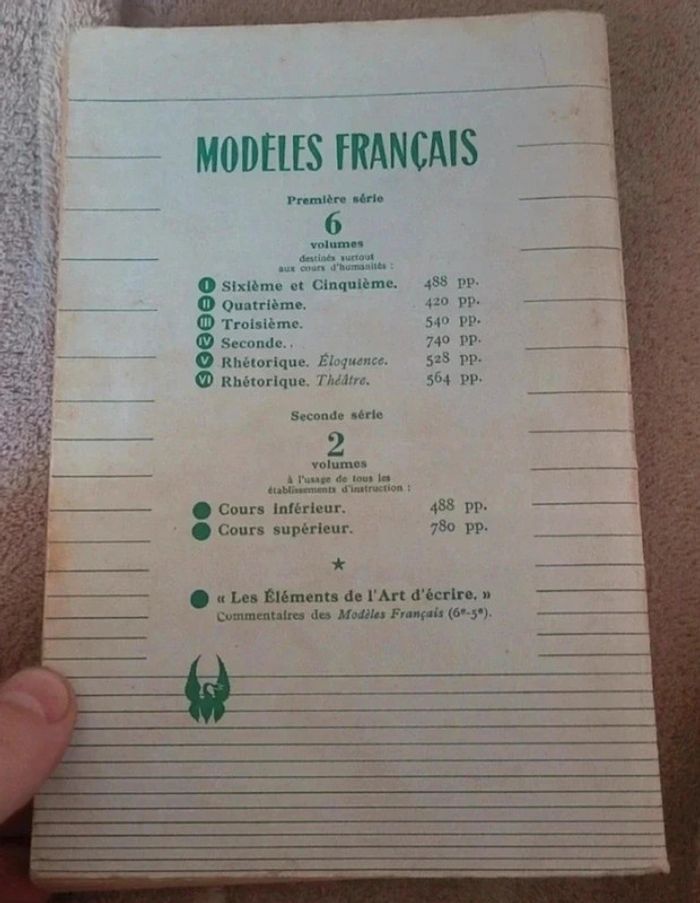 MODÈLES FRANÇAIS
Première série
6
volumes
destinés surtout
aux cours d'humanités :
I Sixième et Cinquième. 488 pp.
II Quatrième. 420 pp.
III Troisième. 540 pp.
IV Seconde. . 740 pp.
V Rhétorique. Éloquence. 528 pp.
VI Rhétorique. Théâtre. 564 pp.
Seconde série
2
volumes
à l'usage de tous les
établissements d'instruction :
Cours inférieur. 488 pp.
Cours supérieur. 780 pp.
« Les Éléments de l'Art d'écrire. »
Commentaires des Modèles Français (6e-5e).